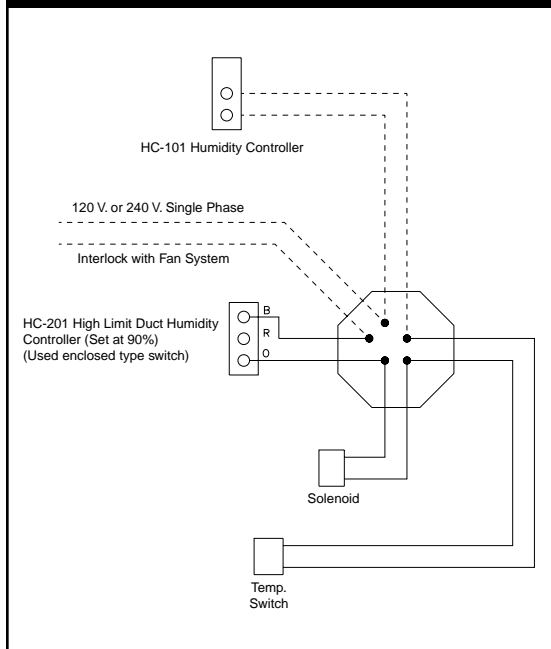 HC-101 Humidity Controller
120 V. or 240 V. Single Phase
Interlock with Fan System
B
HC-201 High Limit Duct Humidity
R
Controller (Set at 90%)
(Used enclosed type switch)
O
Solenoid
Temp.
Switch